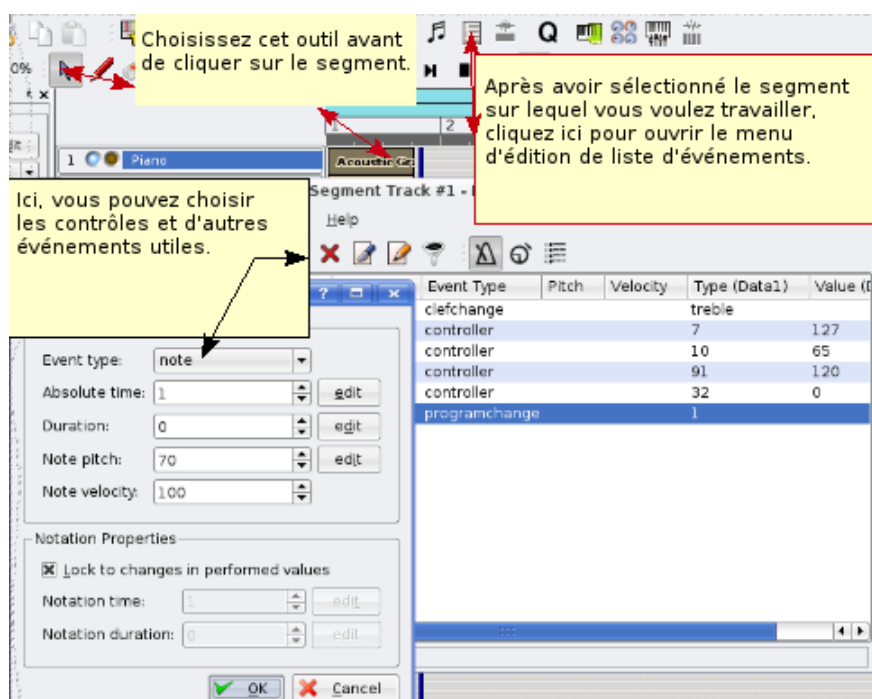 Choisissez cet outil avant
de cliquer sur le segment.
Après avoir sélectionné le segment
sur lequel vous voulez travailler,
cliquez ici pour ouvrir le menu
d'édition de liste d'événements.
0%
1
2
1 Piano
Acoustic
Ici, vous pouvez choisir
les contrôles et d'autres
événements utiles.
Segment Track #1 -
Help
Event Type Pitch Velocity Type (Data1) Value
clefchange treble
controller 7 127
controller 10 65
controller 91 120
controller 32 0
programchange 1
Event type: note
Absolute time: 1 edit
Duration: 0 edit
Note pitch: 70 edit
Note velocity: 100
Notation Properties
Lock to changes in performed values
Notation time: 1 edit
Notation duration: 0 edit
OK Cancel